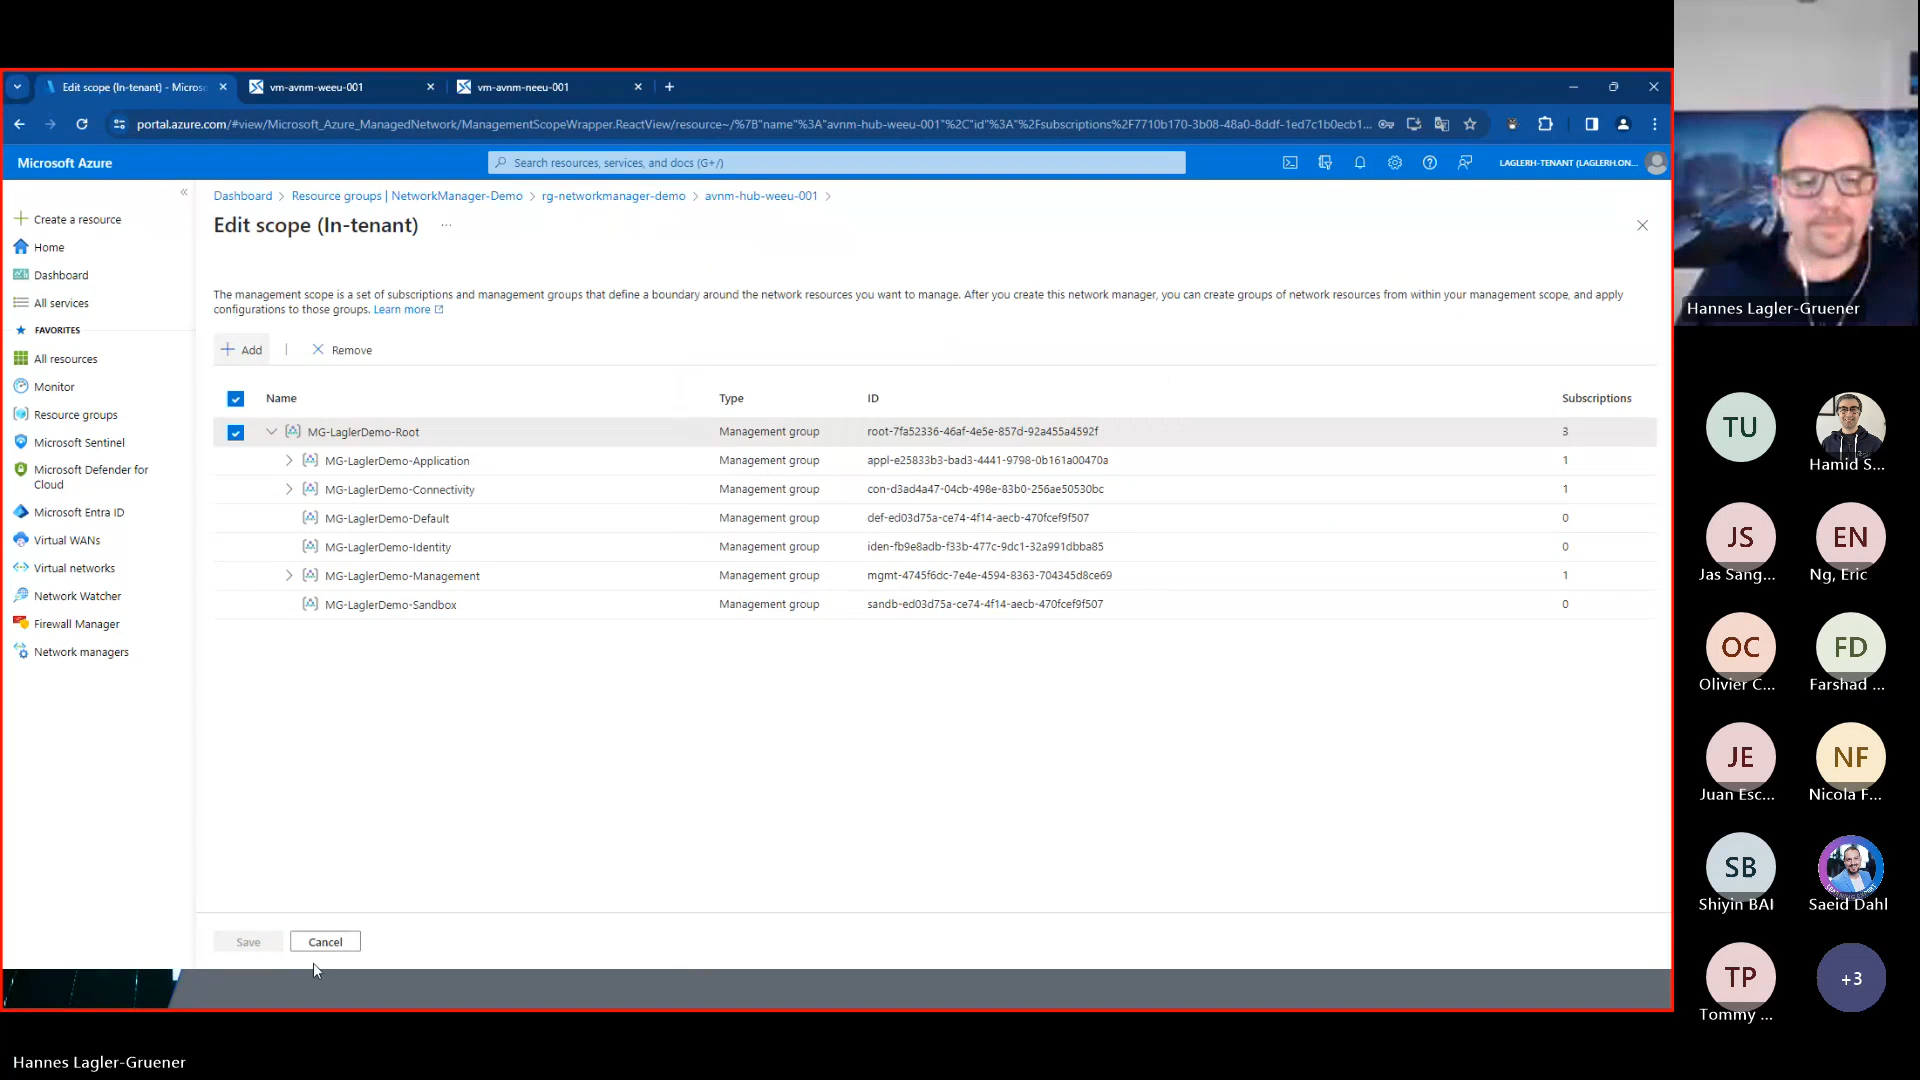 Edit scope (In-tenant) - Micros
vm-avnm-weeu-001
vm-avnm-neeu-001
portal.azure.com/#view/Microsoft_Azure_ManagedNetwork/ManagementScopeWrapper.ReactView/resource~/%7B"name"%3A"avnm-hub-weeu-001"%2C"id"%3A"%2Fsubscriptions%2F7710b170-3b08-48a0-8ddf-1ed7c1b0ecb1...
Microsoft Azure
Search resources, services, and docs (G+/)
LAGLERH-TENANT (LAGLERH.ON...
Create a resource
Home
Dashboard
All services
FAVORITES
All resources
Monitor
Resource groups
Microsoft Sentinel
Microsoft Defender for
Cloud
Microsoft Entra ID
Virtual WANs
Virtual networks
Network Watcher
Firewall Manager
Network managers
Dashboard > Resource groups | NetworkManager-Demo > rg-networkmanager-demo > avnm-hub-weeu-001 >
Edit scope (In-tenant) ...
The management scope is a set of subscriptions and management groups that define a boundary around the network resources you want to manage. After you create this network manager, you can create groups of network resources from within your management scope, and apply
configurations to those groups. Learn more
Add | Remove
Name Type ID Subscriptions
MG-LaglerDemo-Root Management group root-7fa52336-46af-4e5e-857d-92a455a4592f 3
MG-LaglerDemo-Application Management group appl-e25833b3-bad3-4441-9798-0b161a00470a 1
MG-LaglerDemo-Connectivity Management group con-d3ad4a47-04cb-498e-83b0-256ae50530bc 1
MG-LaglerDemo-Default Management group def-ed03d75a-ce74-4f14-aecb-470fcef9f507 0
MG-LaglerDemo-Identity Management group iden-fb9e8adb-f33b-477c-9dc1-32a991dbba85 0
MG-LaglerDemo-Management Management group mgmt-4745f6dc-7e4e-4594-8363-704345d8ce69 1
MG-LaglerDemo-Sandbox Management group sandb-ed03d75a-ce74-4f14-aecb-470fcef9f507 0
Save
Cancel
Hannes Lagler-Gruener
TU
Hamid S...
JS
Jas Sang...
EN
Ng, Eric
OC
Olivier C...
FD
Farshad ...
JE
Juan Esc...
NF
Nicola F...
SB
Shiyin BAI
Saeid Dahl
TP
Tommy ...
+3
Hannes Lagler-Gruener